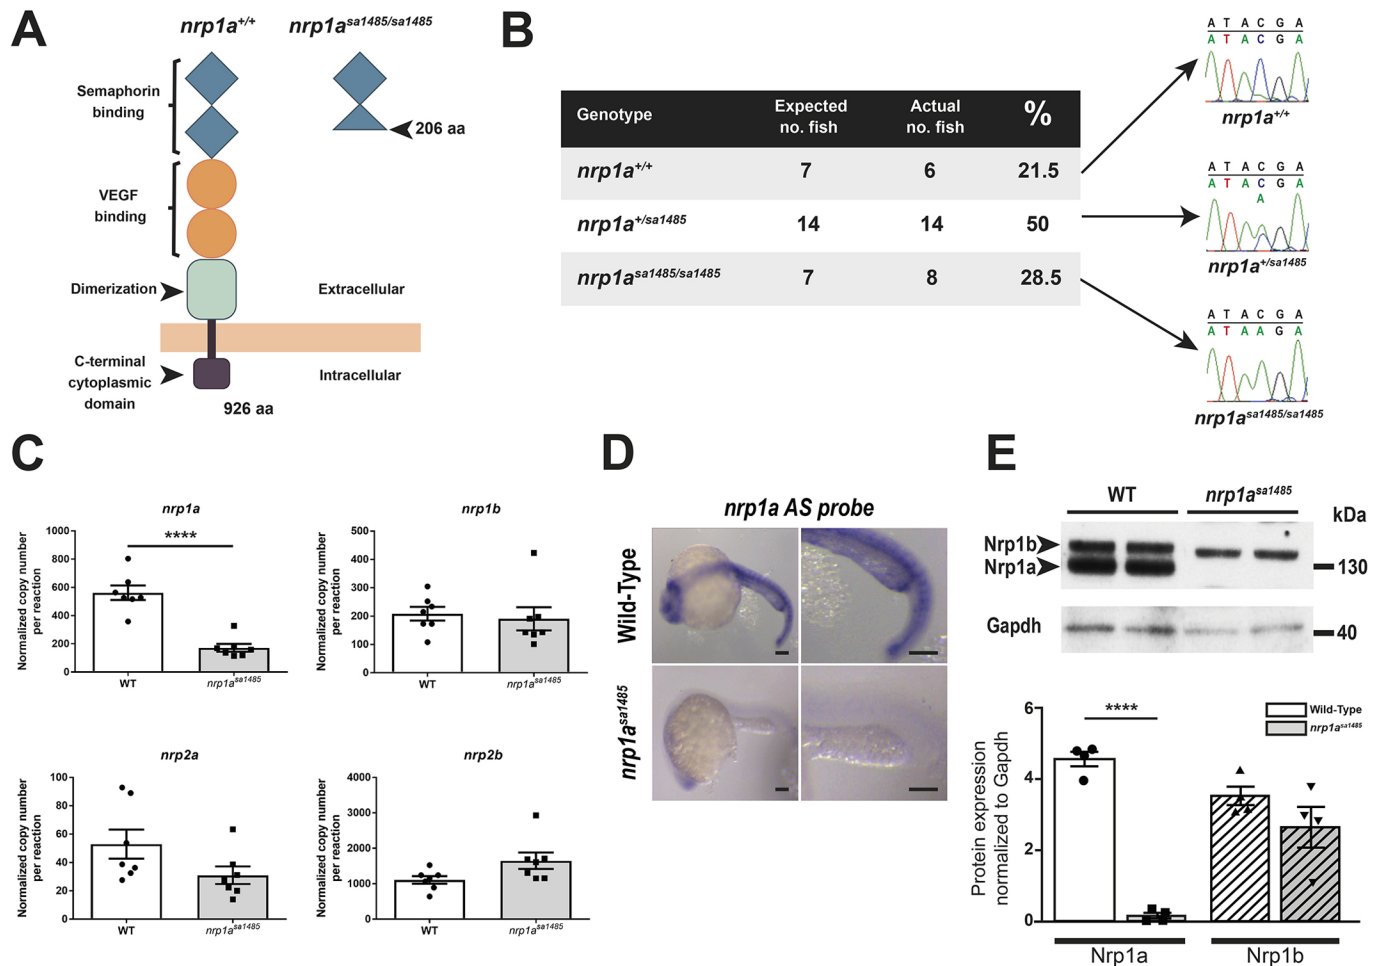 A
nrp1a+/+
nrp1asa1485/sa1485
Semaphorin
binding
206 aa
VEGF
binding
Dimerization
Extracellular
C-terminal
cytoplasmic
domain
Intracellular
926 aa
B
Genotype
Expected
no. fish
Actual
no. fish
%
nrp1a+/+ 7 6 21.5
nrp1a+/sa1485 14 14 50
nrp1asa1485/sa1485 7 8 28.5
A T A C G A
A T A C G A
nrp1a+/+
A T A C G A
A T A C G A
A
nrp1a+/sa1485
A T A C G A
A T A A G A
nrp1asa1485/sa1485
C
nrp1a
Normalized copy number
per reaction
1000
800
600
400
200
0
****
WT
nrp1asa1485
nrp1b
Normalized copy number
per reaction
500
400
300
200
100
0
WT
nrp1asa1485
nrp2a
Normalized copy number
per reaction
100
80
60
40
20
0
WT
nrp1asa1485
nrp2b
Normalized copy number
per reaction
4000
3000
2000
1000
0
WT
nrp1asa1485
D
nrp1a AS probe
Wild-Type
nrp1asa1485
E
WT
nrp1asa1485
kDa
Nrp1b
Nrp1a
130
Gapdh
40
Protein expression
normalized to Gapdh
6
4
2
0
****
Wild-Type
nrp1asa1485
Nrp1a
Nrp1b